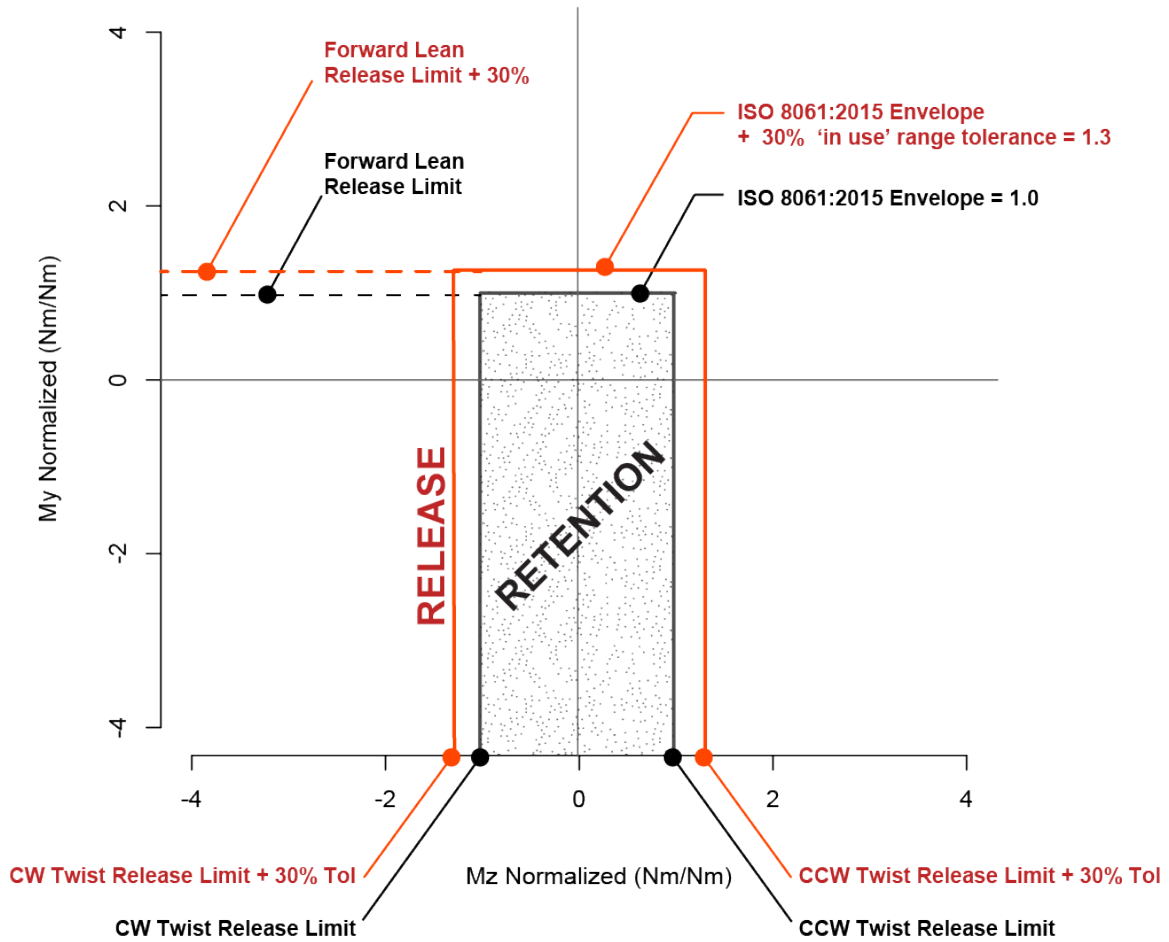 4
Forward Lean
Release Limit + 30%
ISO 8061:2015 Envelope
+ 30% ‘in use’ range tolerance = 1.3
Forward Lean
Release Limit
ISO 8061:2015 Envelope = 1.0
2
0
-2
-4
My Normalized (Nm/Nm)
RELEASE
RETENTION
-4
-2
0
2
4
CW Twist Release Limit + 30% Tol
Mz Normalized (Nm/Nm)
CCW Twist Release Limit + 30% Tol
CW Twist Release Limit
CCW Twist Release Limit